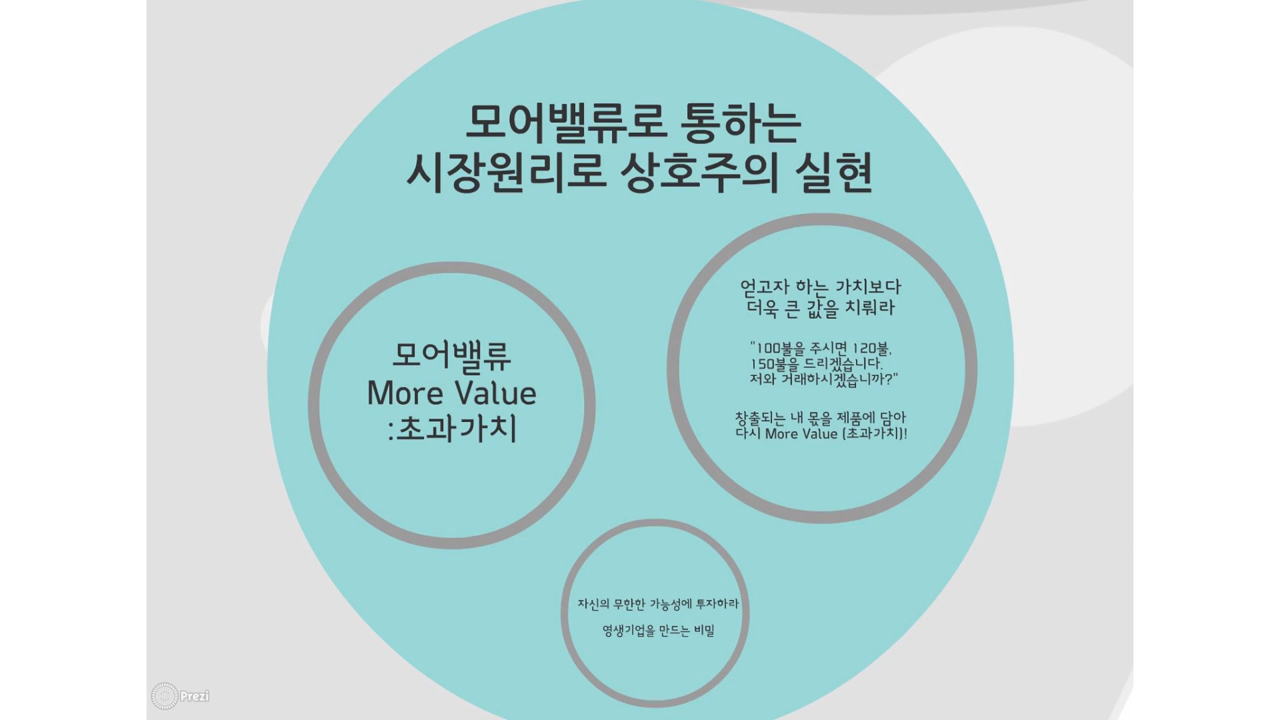 모어밸류로 통하는
시장원리로 상호주의 실현
모어밸류
More Value
:초과가치
얻고자 하는 가치보다
더욱 큰 값을 치뤄라
"100불을 주시면 120불,
150불을 드리겠습니다.
저와 거래하시겠습니까?"
창출되는 내 몫을 제품에 담아
다시 More Value (초과가치)!
자신의 무한한 가능성에 투자하라
영생기업을 만드는 비밀
Prezi